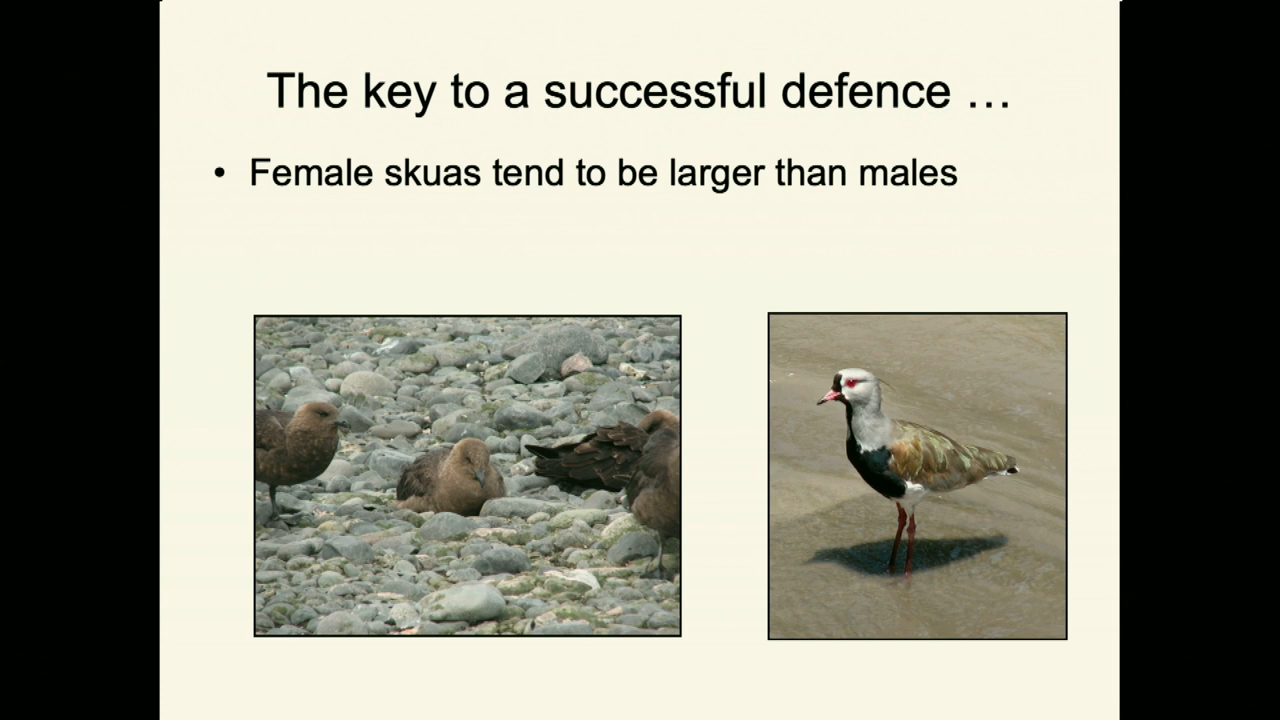 The key to a successful defence …
• Female skuas tend to be larger than males